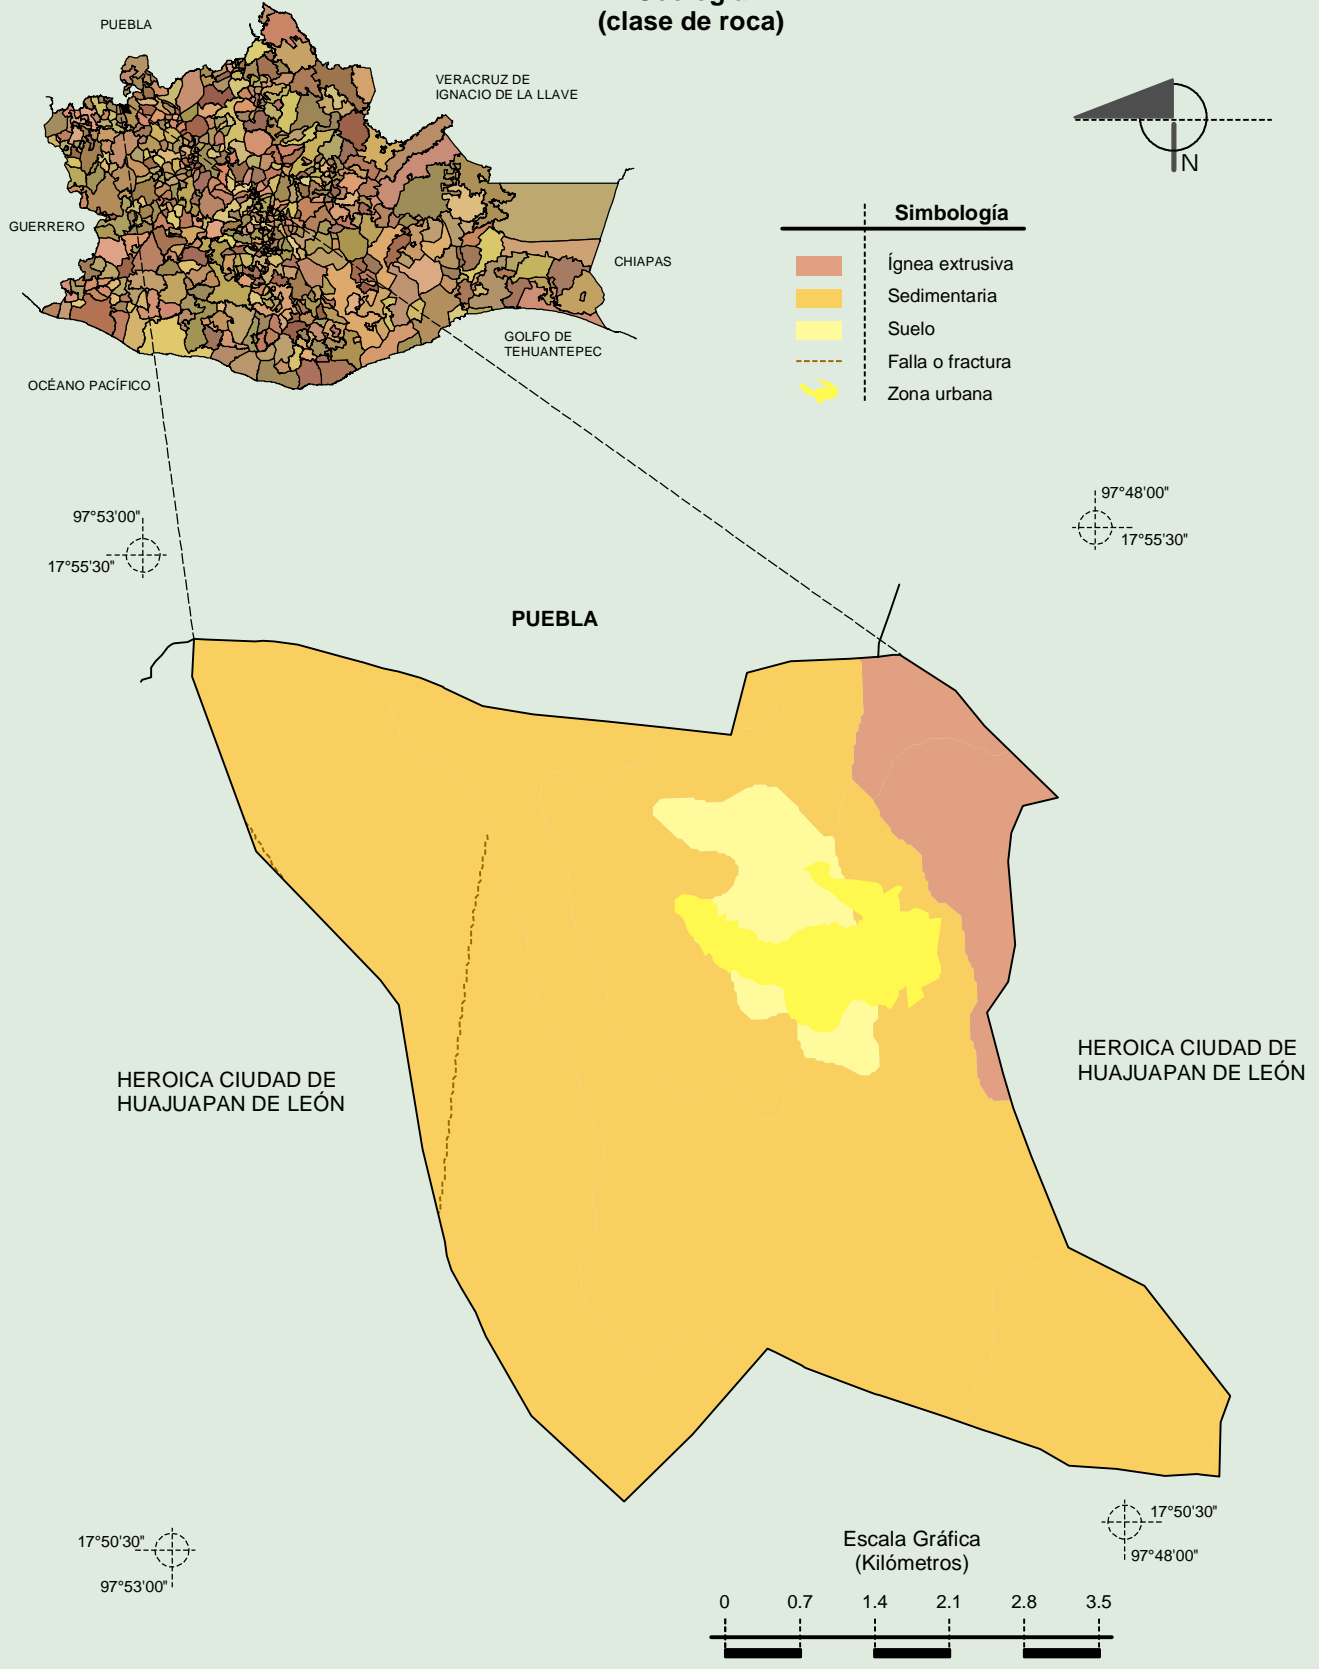 (clase de roca)
PUEBLA
VERACRUZ DE
IGNACIO DE LA LLAVE
GUERRERO
CHIAPAS
GOLFO DE
TEHUANTEPEC
OCÉANO PACÍFICO
N
Simbología
Ígnea extrusiva
Sedimentaria
Suelo
Falla o fractura
Zona urbana
97°53'00"
17°55'30"
97°48'00"
17°55'30"
PUEBLA
HEROICA CIUDAD DE
HUAJUAPAN DE LEÓN
HEROICA CIUDAD DE
HUAJUAPAN DE LEÓN
17°50'30"
97°53'00"
17°50'30"
97°48'00"
Escala Gráfica
(Kilómetros)
0 0.7 1.4 2.1 2.8 3.5